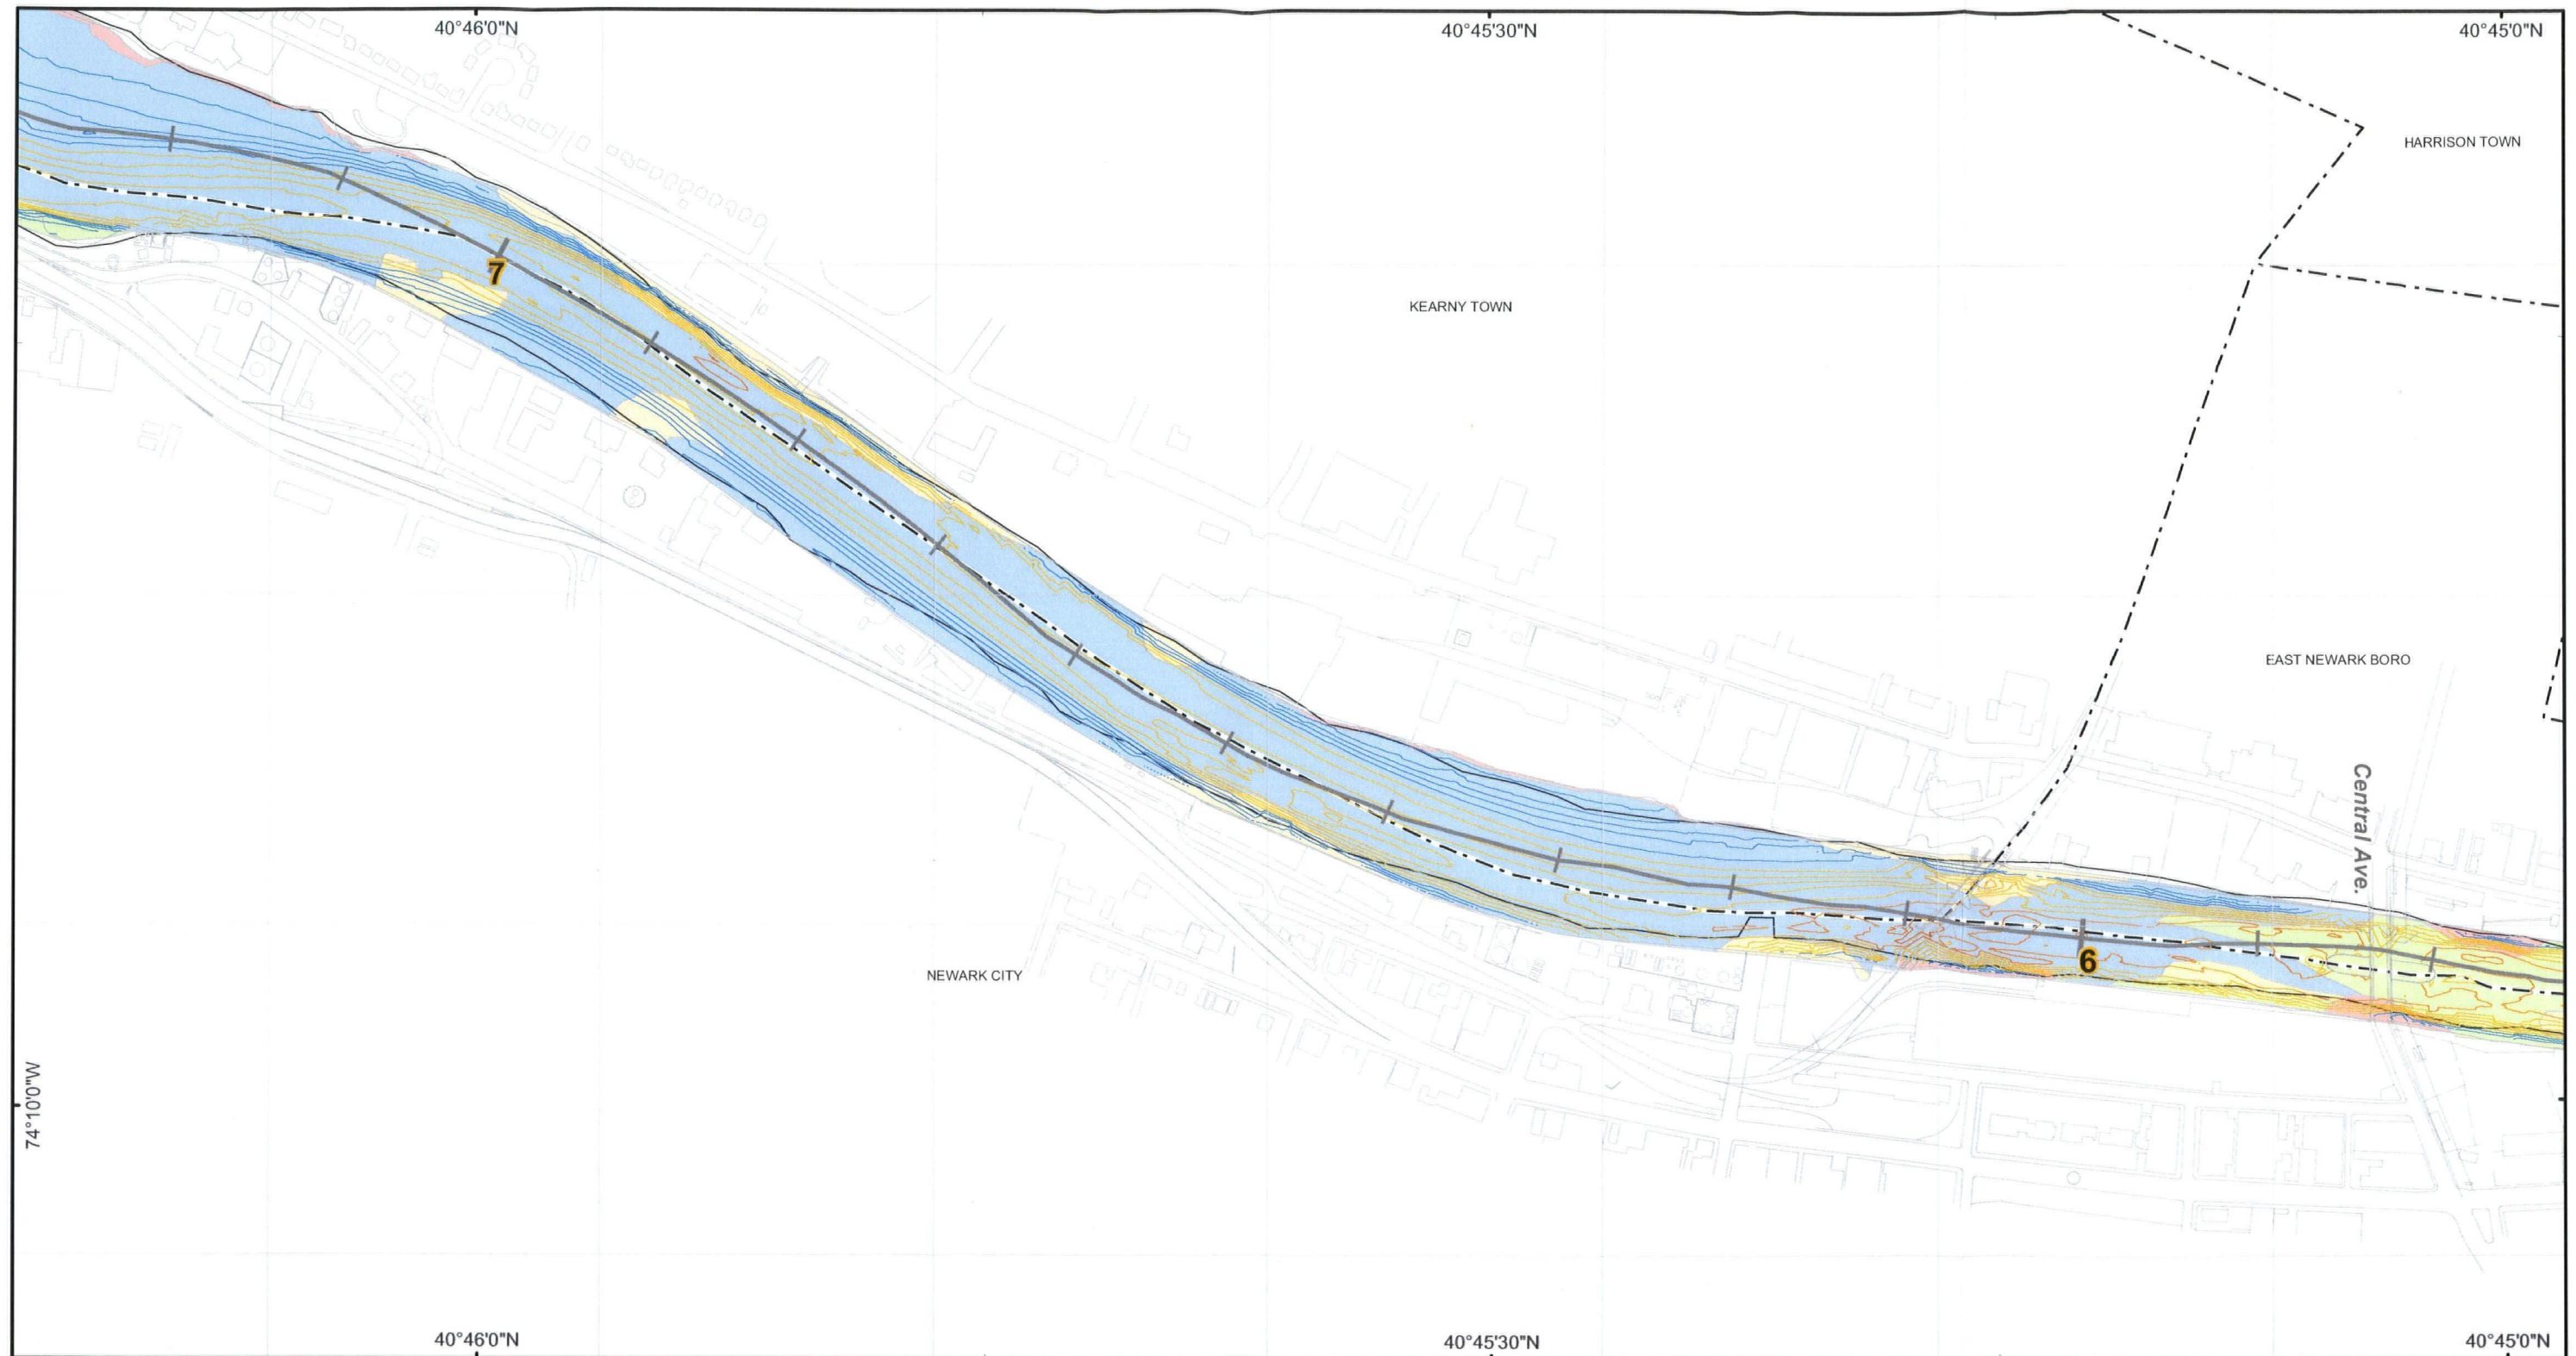 40°46'0"N
40°45'30"N
40°45'0"N
HARRISON TOWN
7
KEARNY TOWN
EAST NEWARK BORO
Central Ave.
6
NEWARK CITY
74°10'0"W
40°46'0"N
40°45'30"N
40°45'0"N